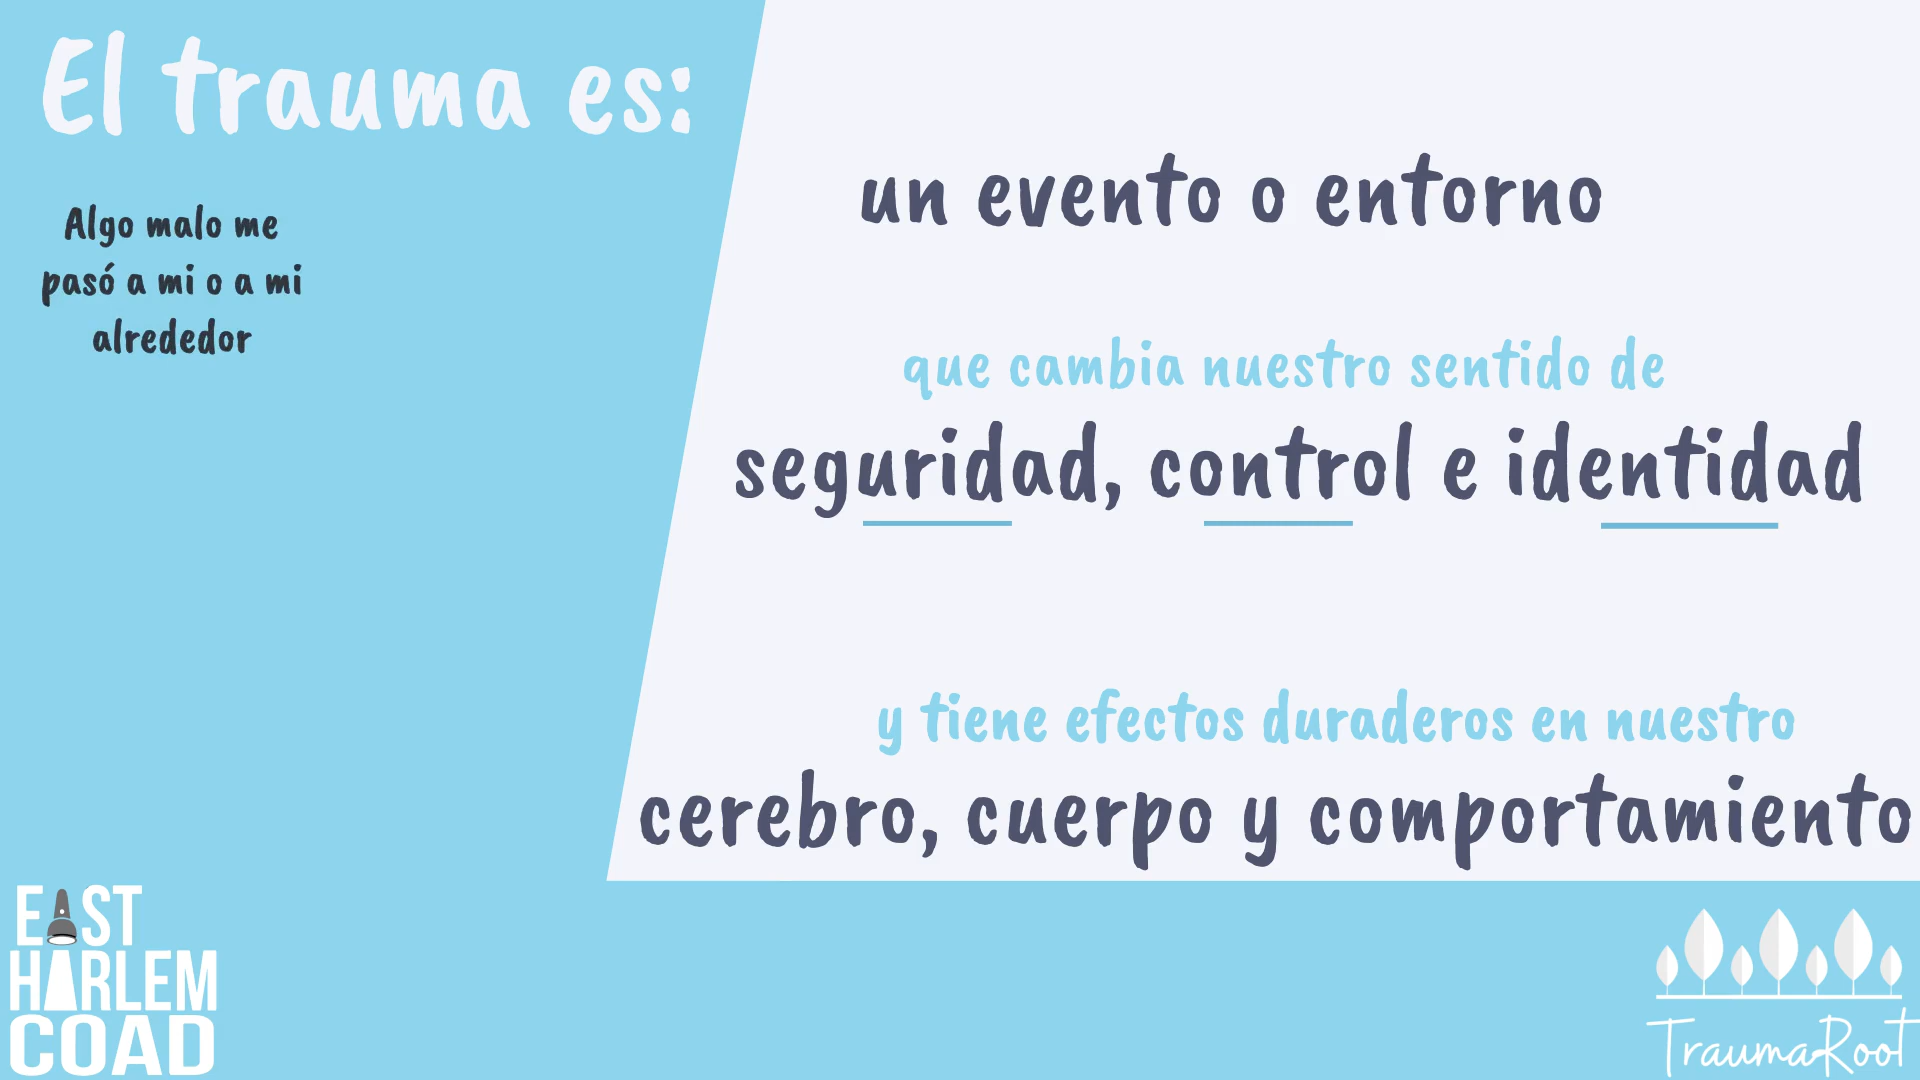 El trauma es:
Algo malo me
pasó a mi o a mi
alrededor
un evento o entorno
que cambia nuestro sentido de
seguridad, control e identidad
y tiene efectos duraderos en nuestro
cerebro, cuerpo y comportamiento
EAST
HARLEM
COAD
TraumaRoot